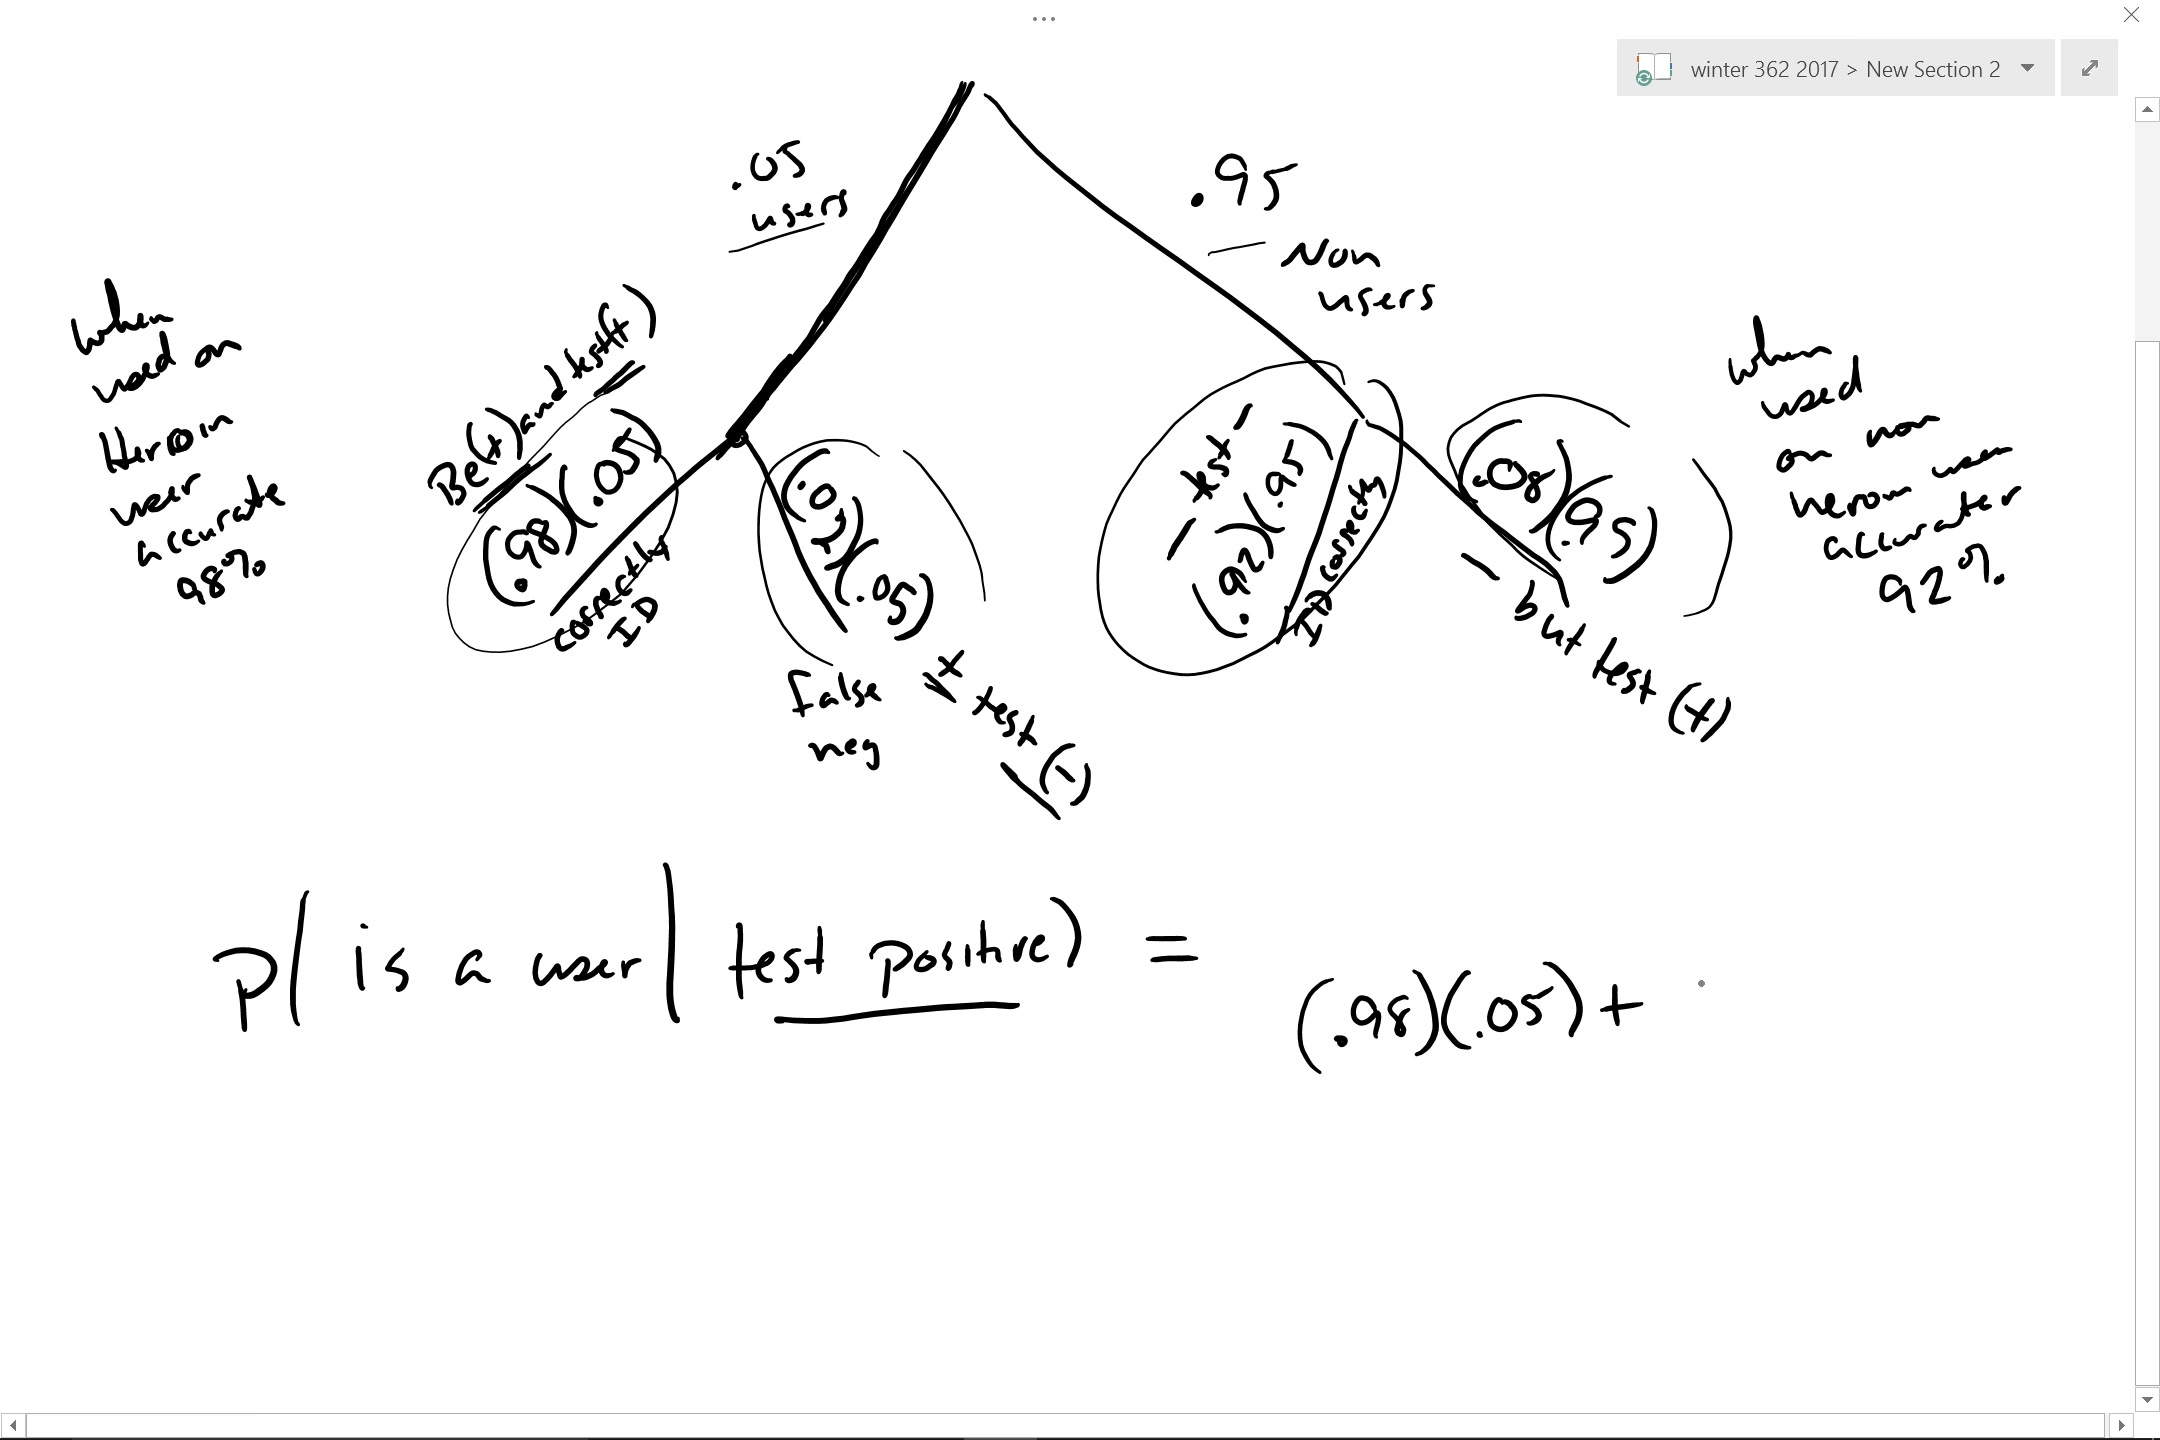 winter 362 2017 > New Section 2
.05
users
.95
Non
users
when
used on
Heroin
user
accurate
98%
Be(+) and test(+)
(.98)(.05)
correctly
ID
(.02)(.05)
false
neg
+ test (-)
- test -
(.92)(.95)
ID correctly
(.08)(.95)
- but test (+)
when
used
on non
heroin user
accurate
92%
P( is a user | test positive) =
(.98)(.05) +